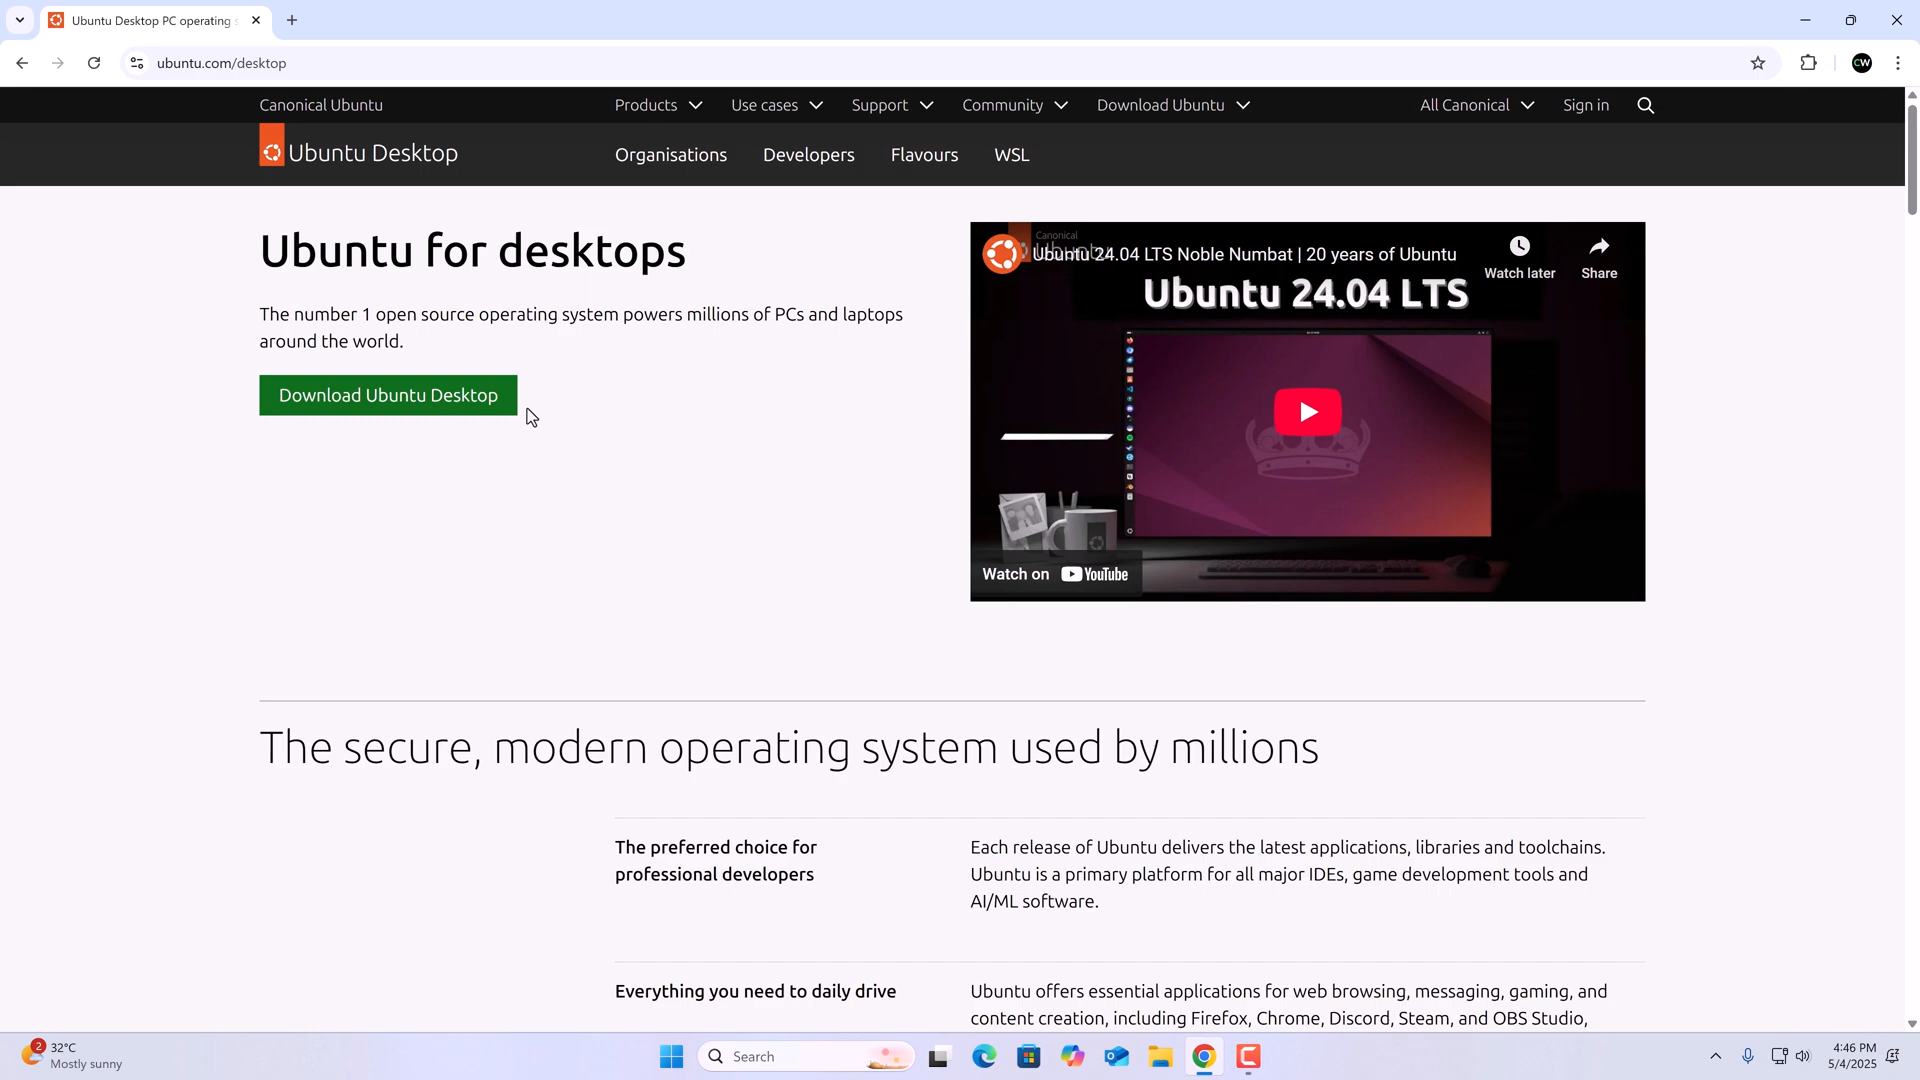 Ubuntu Desktop PC operating s
ubuntu.com/desktop
CW
Canonical Ubuntu
Products
Use cases
Support
Community
Download Ubuntu
All Canonical
Sign in
Ubuntu Desktop
Organisations
Developers
Flavours
WSL
Ubuntu for desktops
The number 1 open source operating system powers millions of PCs and laptops
around the world.
Download Ubuntu Desktop
Canonical
Ubuntu
Ubuntu 24.04 LTS Noble Numbat | 20 years of Ubuntu
Watch later
Share
Ubuntu 24.04 LTS
Watch on YouTube
The secure, modern operating system used by millions
The preferred choice for
professional developers
Each release of Ubuntu delivers the latest applications, libraries and toolchains.
Ubuntu is a primary platform for all major IDEs, game development tools and
AI/ML software.
Everything you need to daily drive
Ubuntu offers essential applications for web browsing, messaging, gaming, and
content creation, including Firefox, Chrome, Discord, Steam, and OBS Studio,
2
32°C
Mostly sunny
Search
4:46 PM
5/4/2025